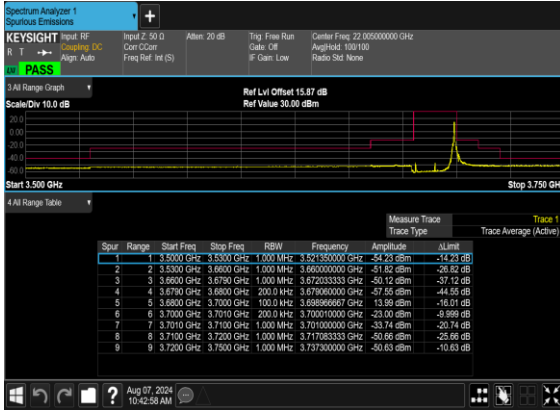 Spectrum Analyzer 1
Spurious Emissions
+
KEYSIGHT Input: RF Input Z: 50 Ω Atten: 20 dB Trig: Free Run Center Freq: 22.005000000 GHz
R T Coupling: DC Corr CCorr Gate: Off Avg|Hold: 100/100
Align: Auto Freq Ref: Int (S) IF Gain: Low Radio Std: None
PASS
3 All Range Graph
Ref Lvl Offset 15.87 dB
Scale/Div 10.0 dB Ref Value 30.00 dBm
20.0
0.00
-20.0
-40.0
-60.0
Start 3.500 GHz Stop 3.750 GH
4 All Range Table
Measure Trace Trace 1
Trace Type Trace Average (Active)
Spur Range Start Freq Stop Freq RBW Frequency Amplitude ΔLimit
1 1 3.5000 GHz 3.5300 GHz 1.000 MHz 3.521350000 GHz -54.23 dBm -14.23 dB
2 2 3.5300 GHz 3.6600 GHz 1.000 MHz 3.660000000 GHz -51.82 dBm -26.82 dB
3 3 3.6600 GHz 3.6790 GHz 1.000 MHz 3.672033333 GHz -50.12 dBm -37.12 dB
4 4 3.6790 GHz 3.6800 GHz 200.0 kHz 3.679060000 GHz -57.55 dBm -44.55 dB
5 5 3.6800 GHz 3.7000 GHz 100.0 kHz 3.698966667 GHz 13.99 dBm -16.01 dB
6 6 3.7000 GHz 3.7010 GHz 200.0 kHz 3.700010000 GHz -23.00 dBm -9.999 dB
7 7 3.7010 GHz 3.7100 GHz 1.000 MHz 3.701000000 GHz -33.74 dBm -20.74 dB
8 8 3.7100 GHz 3.7200 GHz 1.000 MHz 3.717083333 GHz -50.66 dBm -25.66 dB
9 9 3.7200 GHz 3.7500 GHz 1.000 MHz 3.737300000 GHz -50.63 dBm -10.63 dB
? Aug 07, 2024
10:42:58 AM